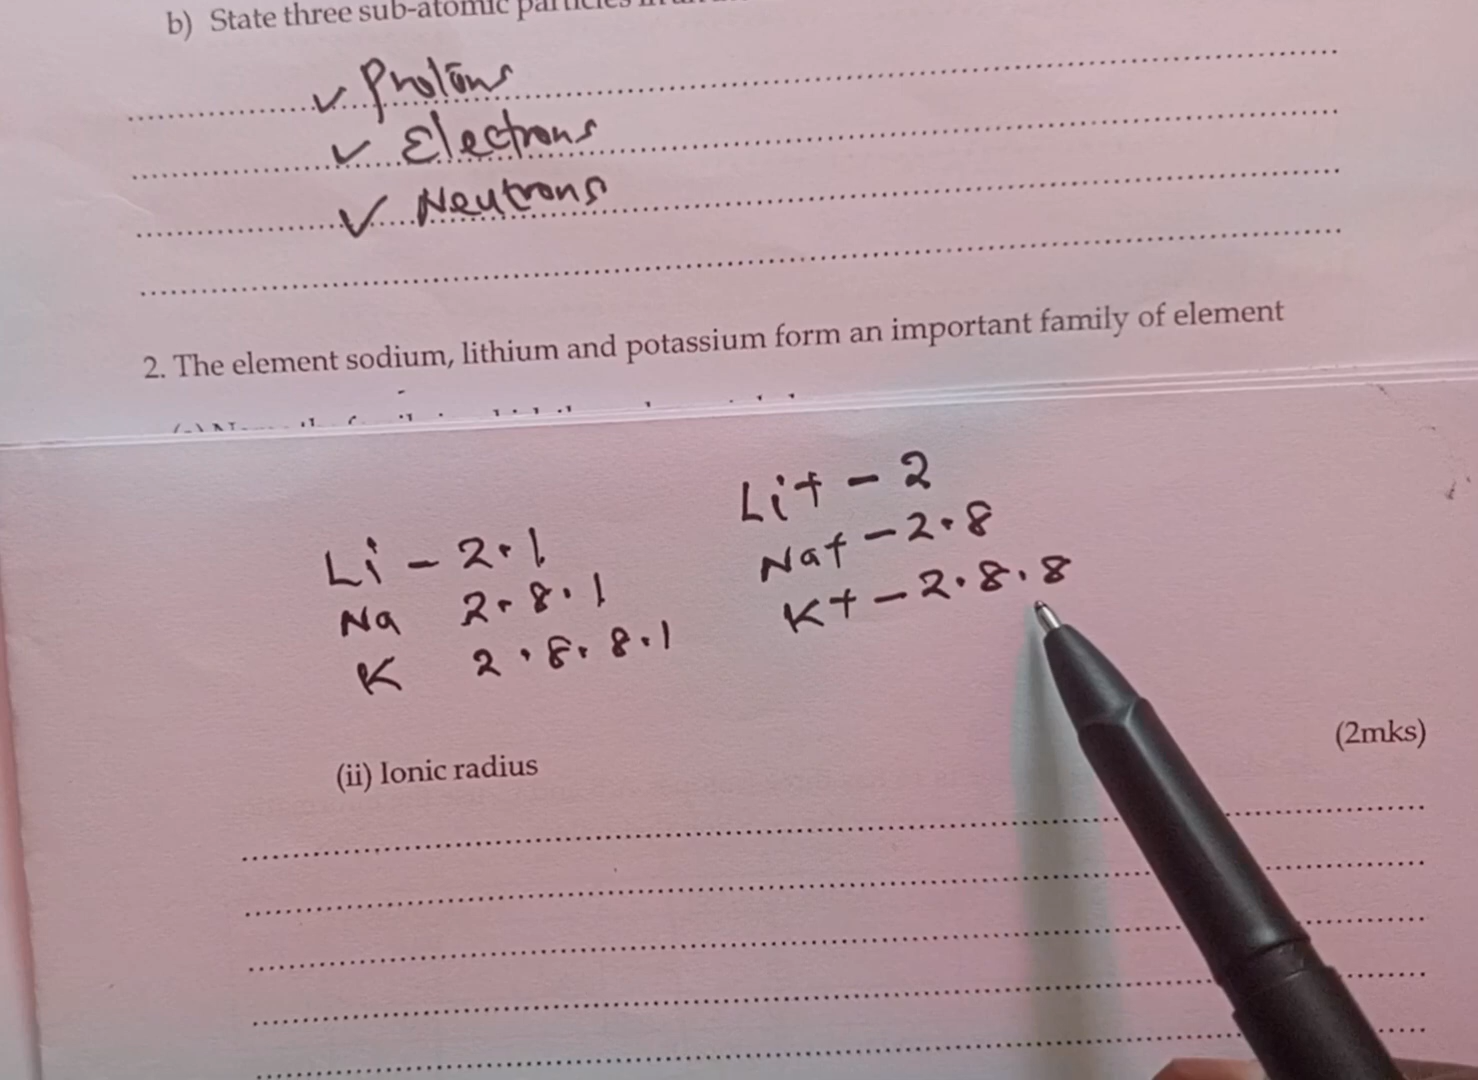 b) State three sub-atomic particles in
✓ Protons
✓ Electrons
✓ Neutrons
2. The element sodium, lithium and potassium form an important family of element
Li - 2.1
Na 2.8.1
K 2.8.8.1
Li+ - 2
Na+ - 2.8
K+ - 2.8.8
(ii) Ionic radius (2mks)